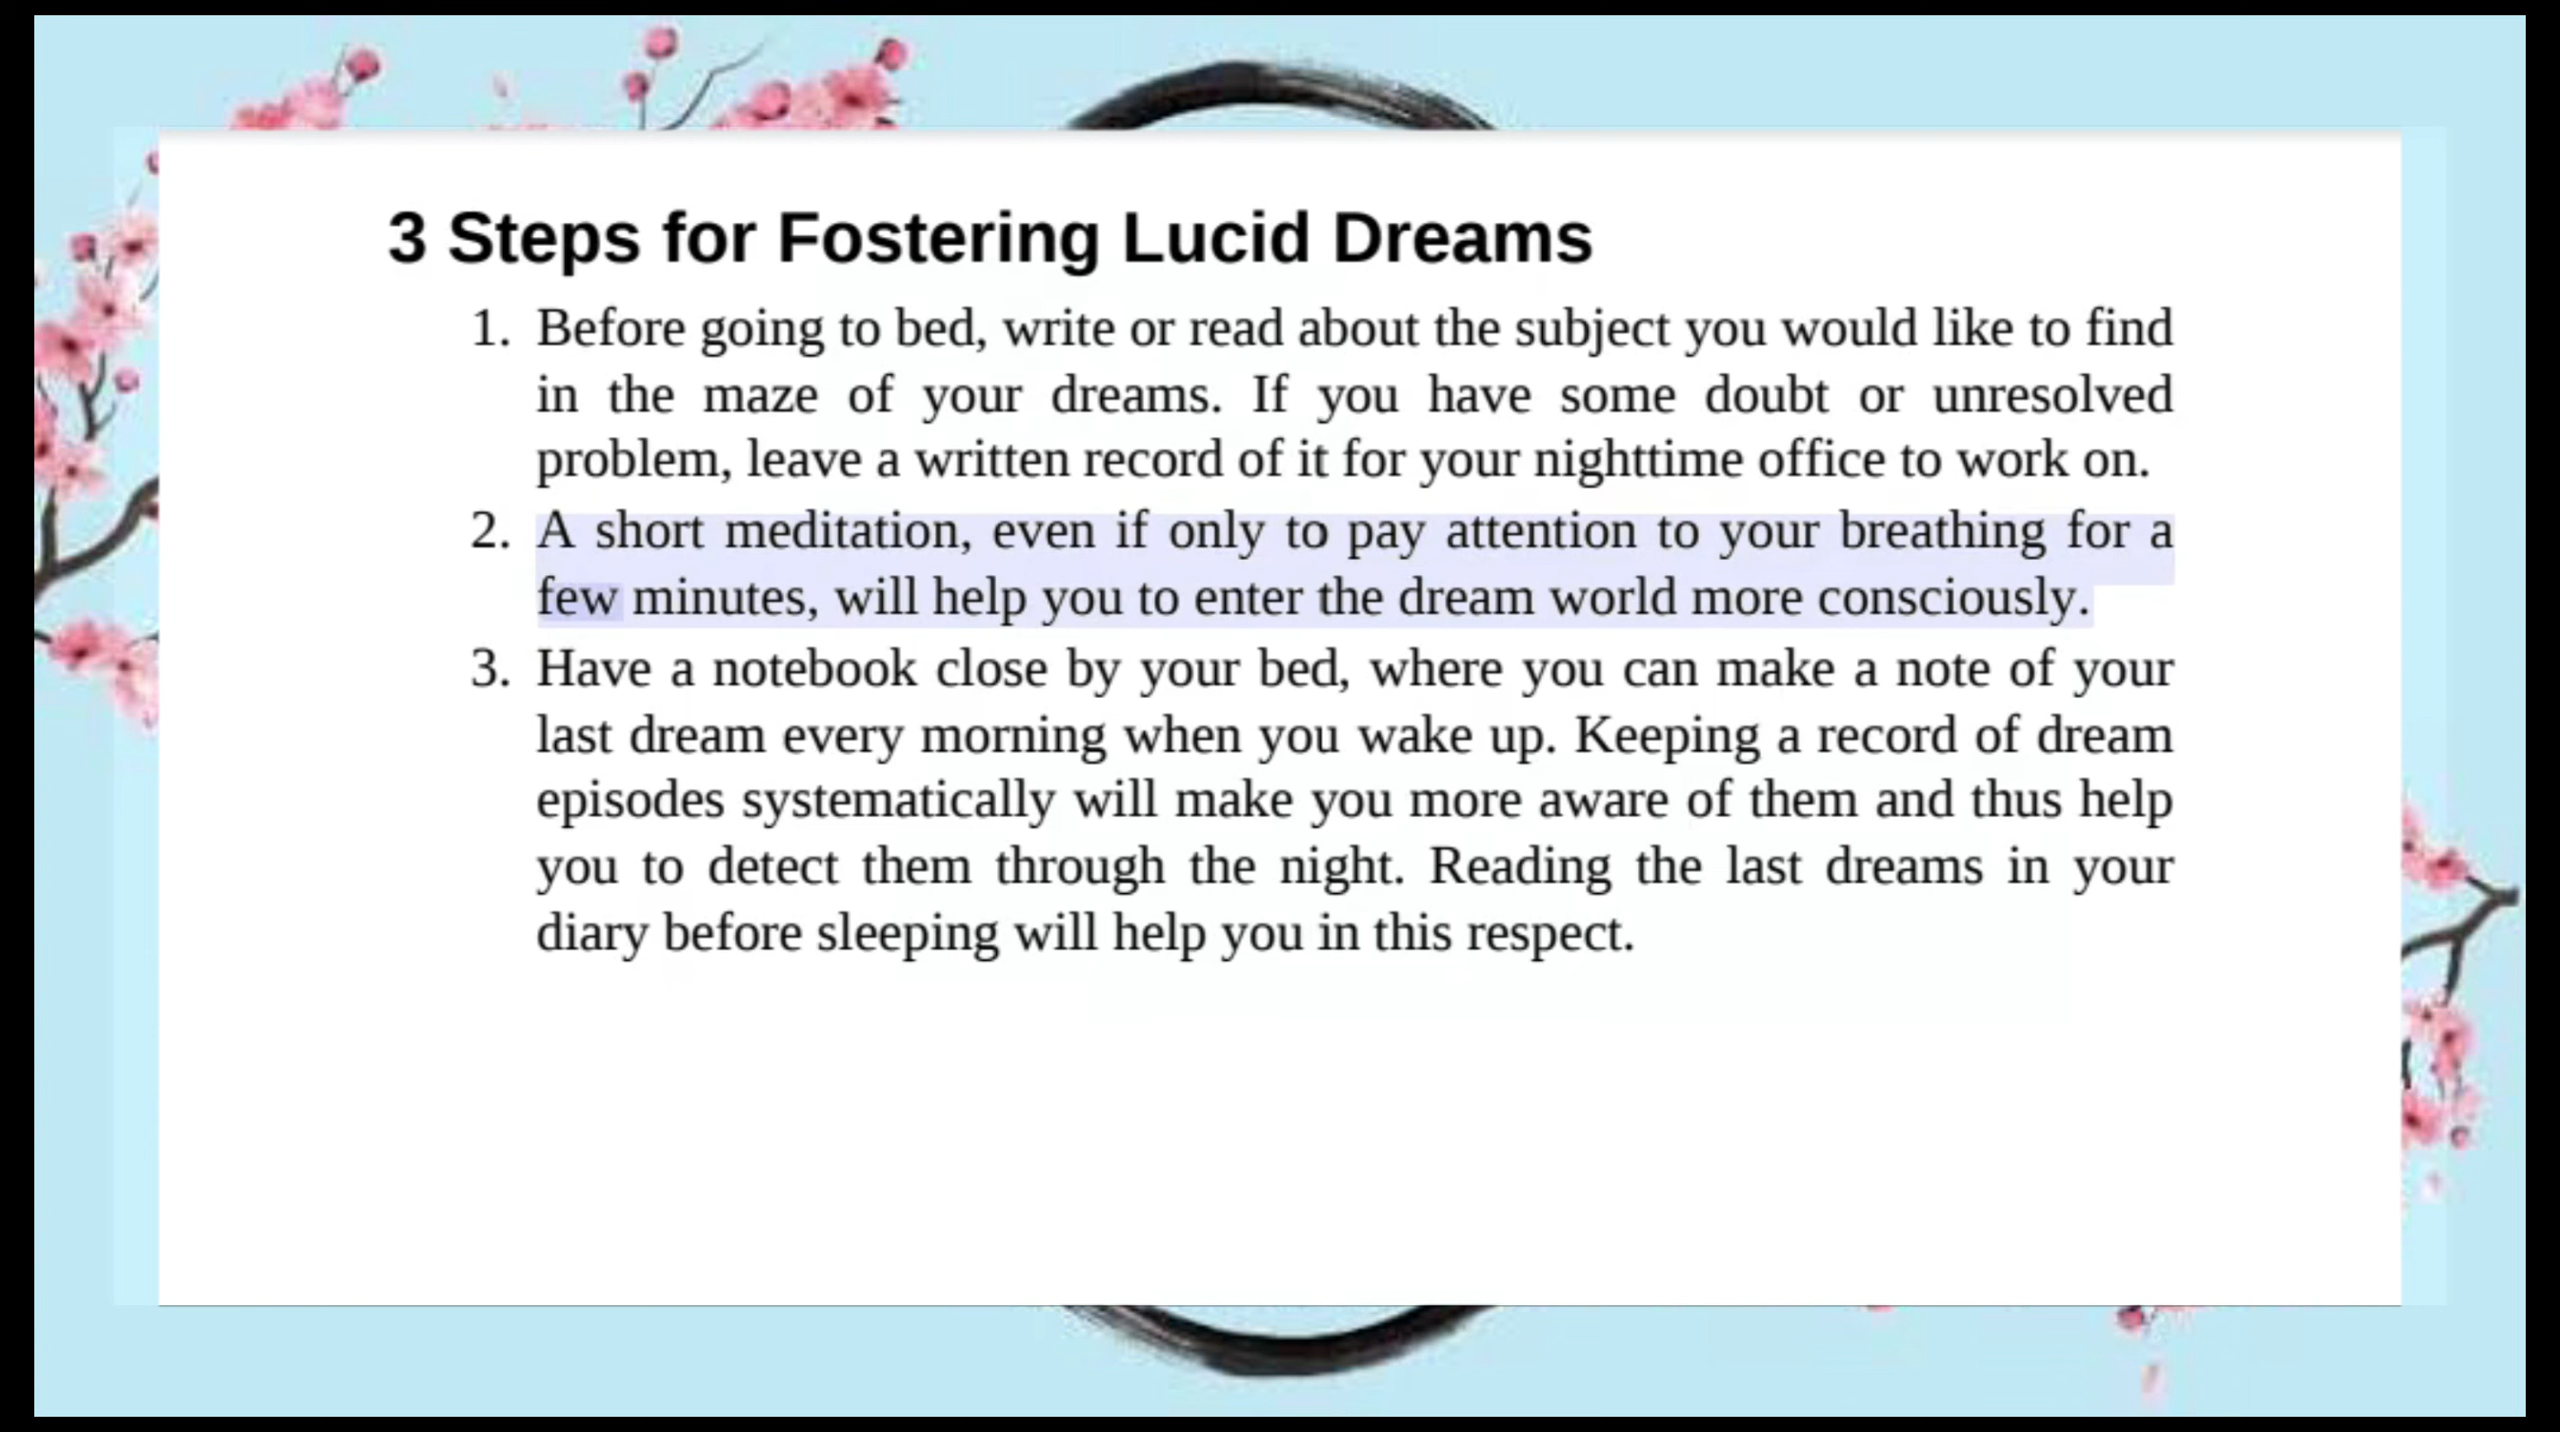 3 Steps for Fostering Lucid Dreams
1. Before going to bed, write or read about the subject you would like to find
in the maze of your dreams. If you have some doubt or unresolved
problem, leave a written record of it for your nighttime office to work on.
2. A short meditation, even if only to pay attention to your breathing for a
few minutes, will help you to enter the dream world more consciously.
3. Have a notebook close by your bed, where you can make a note of your
last dream every morning when you wake up. Keeping a record of dream
episodes systematically will make you more aware of them and thus help
you to detect them through the night. Reading the last dreams in your
diary before sleeping will help you in this respect.